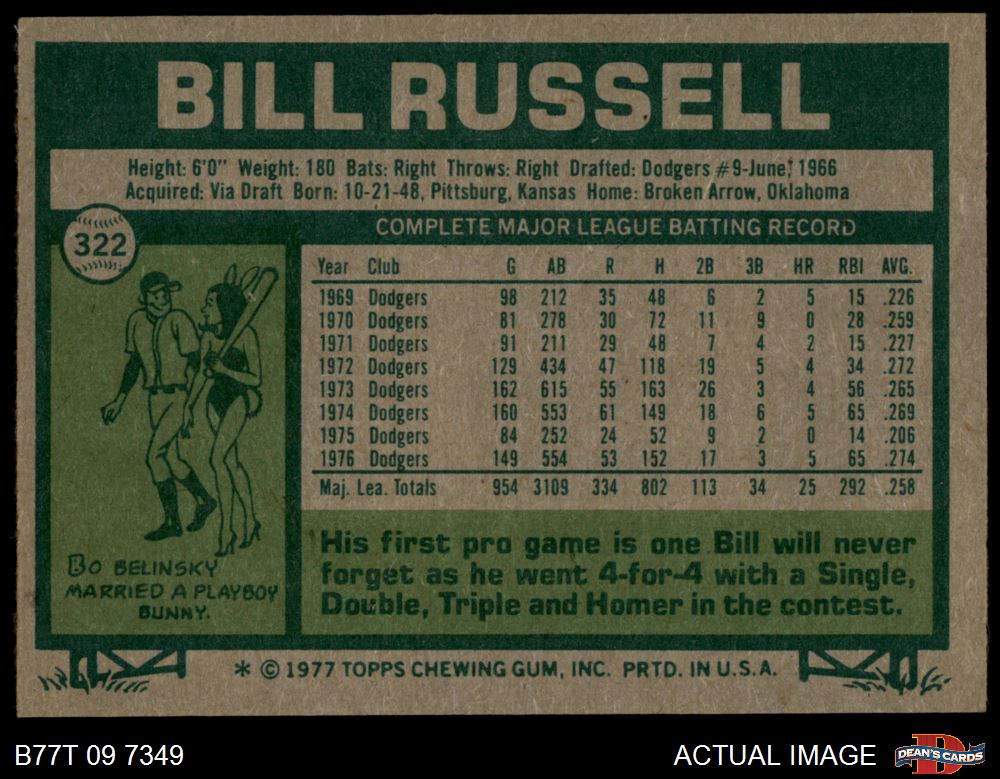 BILL RUSSELL
Height: 6'0" Weight: 180 Bats: Right Throws: Right Drafted: Dodgers #9-June, 1966
Acquired: Via Draft Born: 10-21-48, Pittsburg, Kansas Home: Broken Arrow, Oklahoma
322
COMPLETE MAJOR LEAGUE BATTING RECORD
Year Club G AB R H 2B 3B HR RBI AVG.
1969 Dodgers 98 212 35 48 6 2 5 15 .226
1970 Dodgers 81 278 30 72 11 9 0 28 .259
1971 Dodgers 91 211 29 48 7 4 2 15 .227
1972 Dodgers 129 434 47 118 19 5 4 34 .272
1973 Dodgers 162 615 55 163 26 3 4 56 .265
1974 Dodgers 160 553 61 149 18 6 5 65 .269
1975 Dodgers 84 252 24 52 9 2 0 14 .206
1976 Dodgers 149 554 53 152 17 3 5 65 .274
Maj. Lea. Totals 954 3109 334 802 113 34 25 292 .258
BO BELINSKY
MARRIED A PLAYBOY
BUNNY.
His first pro game is one Bill will never
forget as he went 4-for-4 with a Single,
Double, Triple and Homer in the contest.
* © 1977 TOPPS CHEWING GUM, INC. PRTD. IN U.S.A.
B77T 09 7349
ACTUAL IMAGE
DEAN'S CARDS